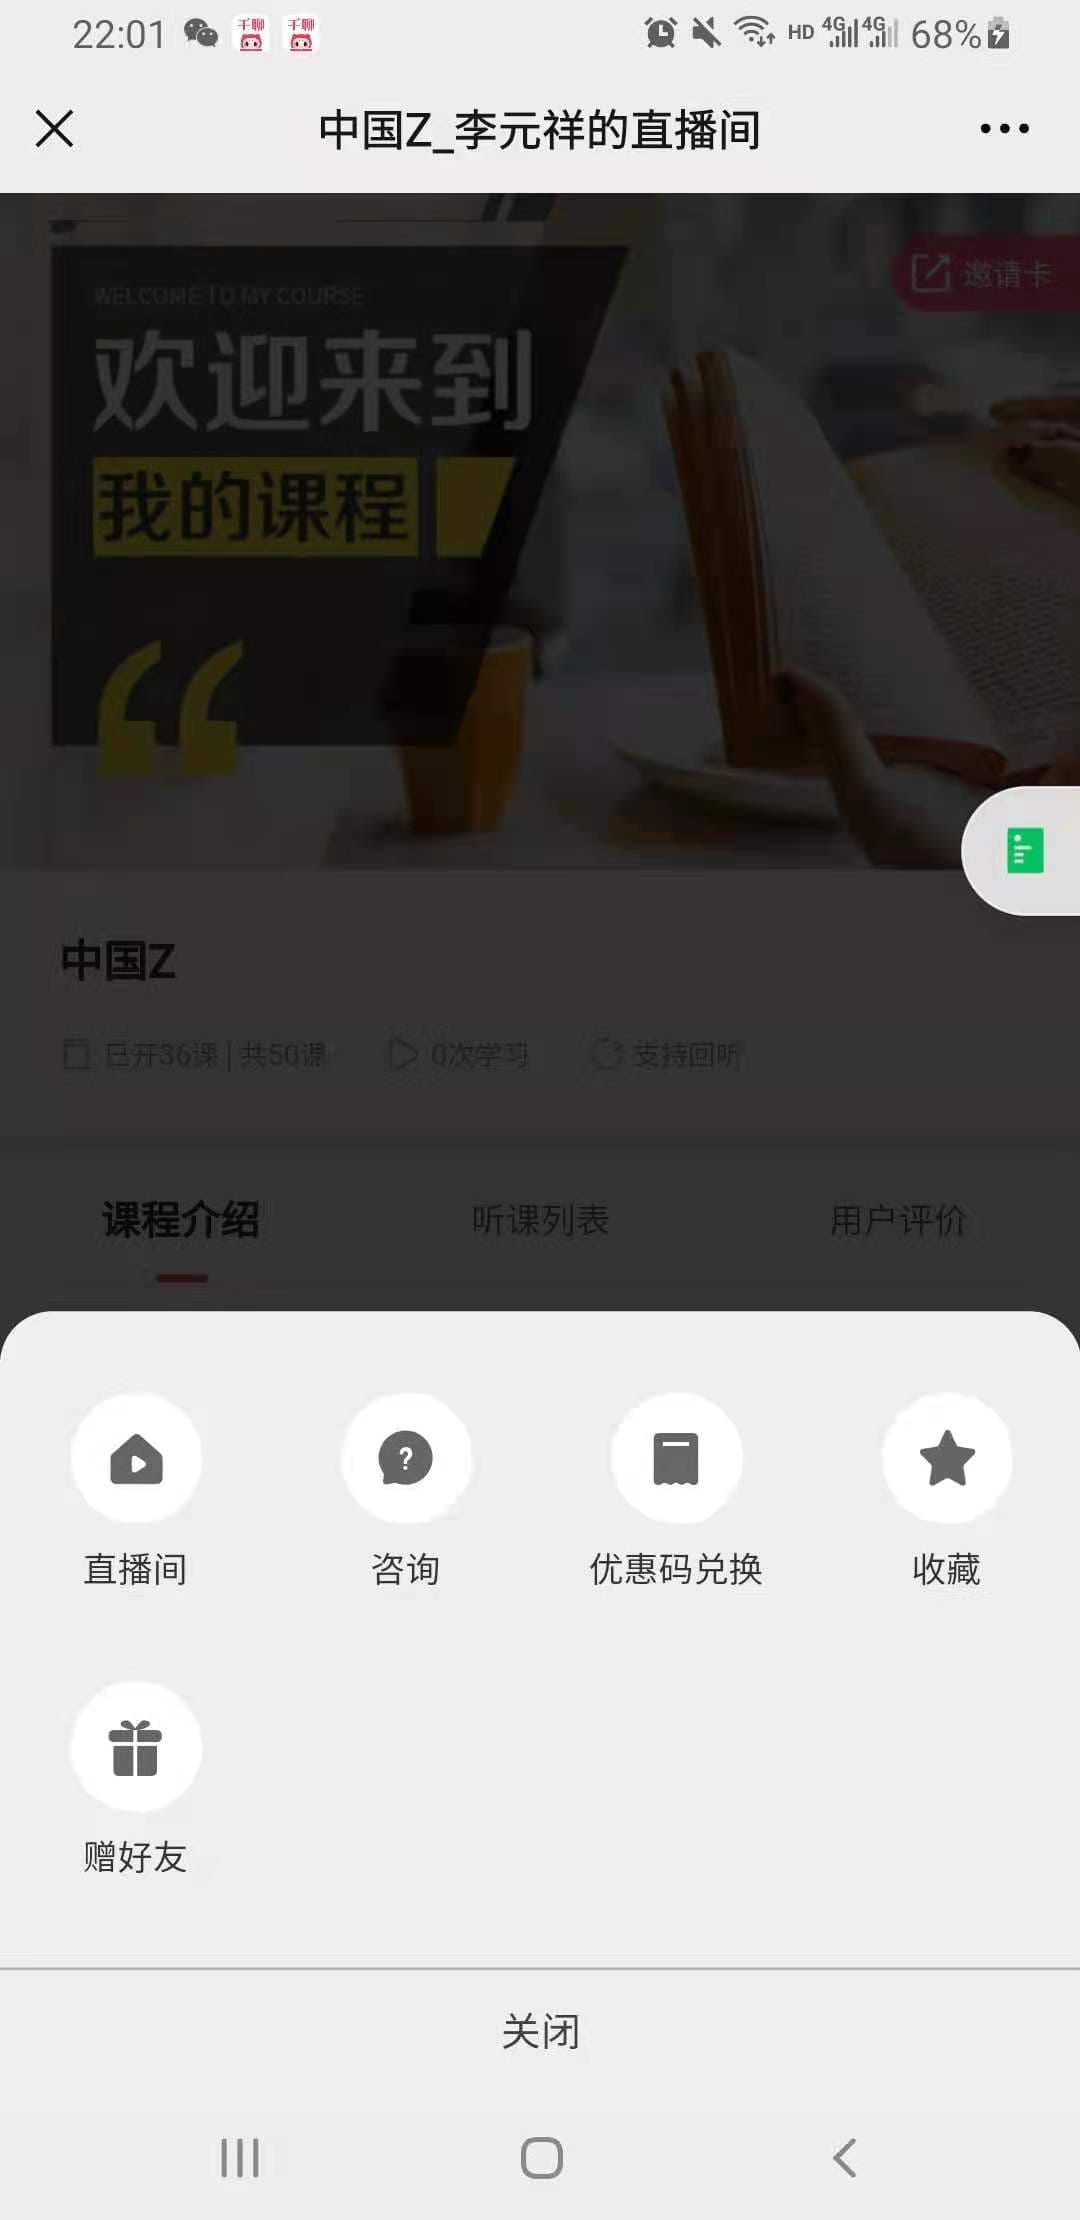 22:01 千聊 千聊 HD 4G 4G 68%
中国Z_李元祥的直播间
邀请卡
WELCOME TO MY COURSE
欢迎来到
我的课程
中国Z
已开36课 | 共50课 0次学习 支持回听
课程介绍 听课列表 用户评价
直播间 咨询 优惠码兑换 收藏
赠好友
关闭